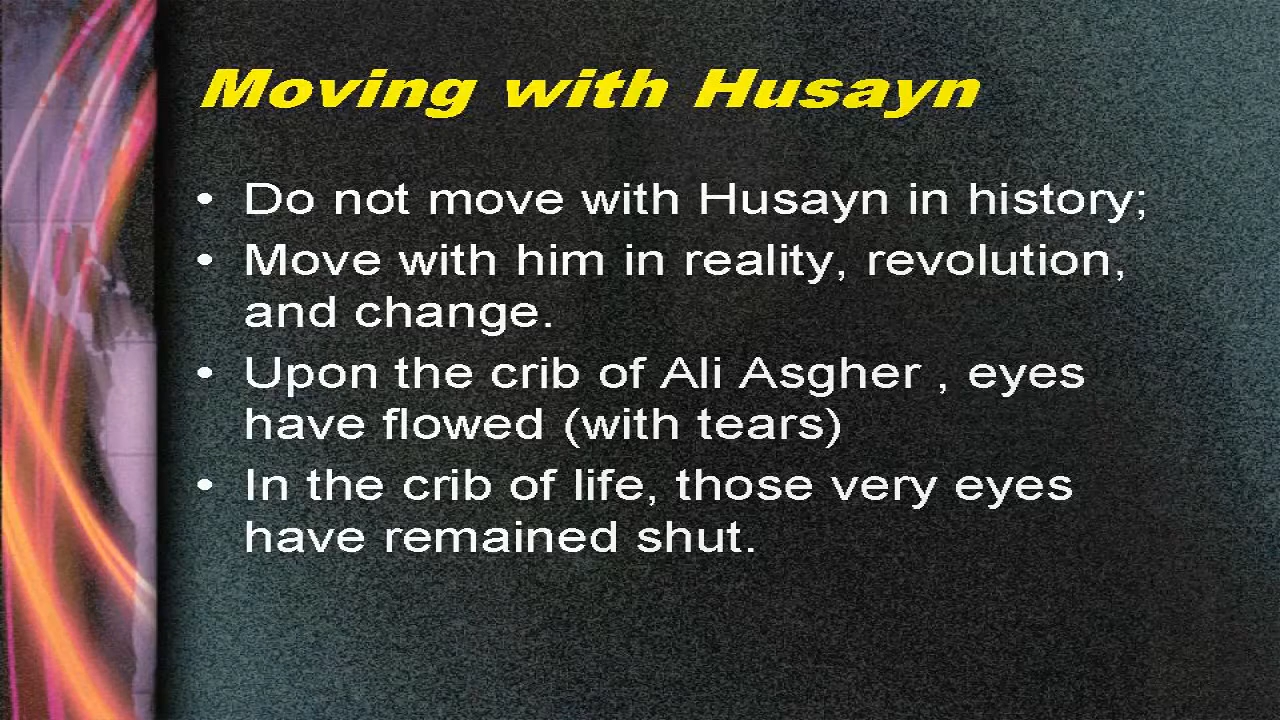 Moving with Husayn
• Do not move with Husayn in history;
• Move with him in reality, revolution,
and change.
• Upon the crib of Ali Asgher , eyes
have flowed (with tears)
• In the crib of life, those very eyes
have remained shut.